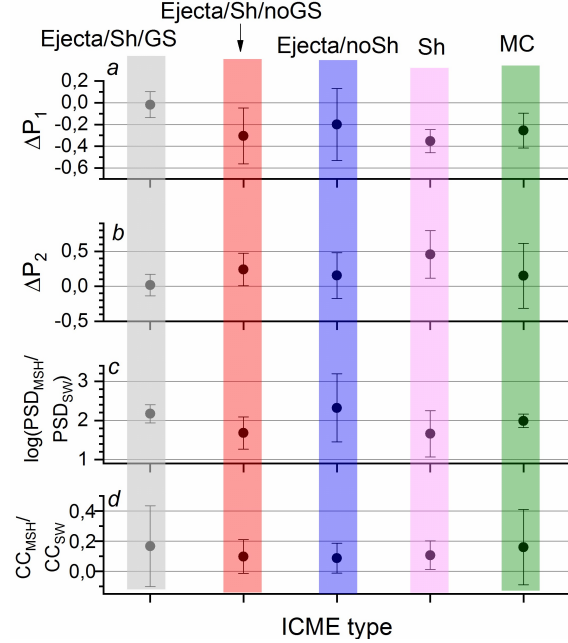 Ejecta/Sh/noGS
Ejecta/Sh/GS
Ejecta/noSh
Sh
MC
a
0,2
0,0
-0,2
-0,4
-0,6
ΔP1
b
0,5
0,0
-0,5
ΔP2
c
3
2
1
log(PSDMSH/
PSDSW)
d
0,4
0,2
0,0
CCMSH/
CCSW
ICME type